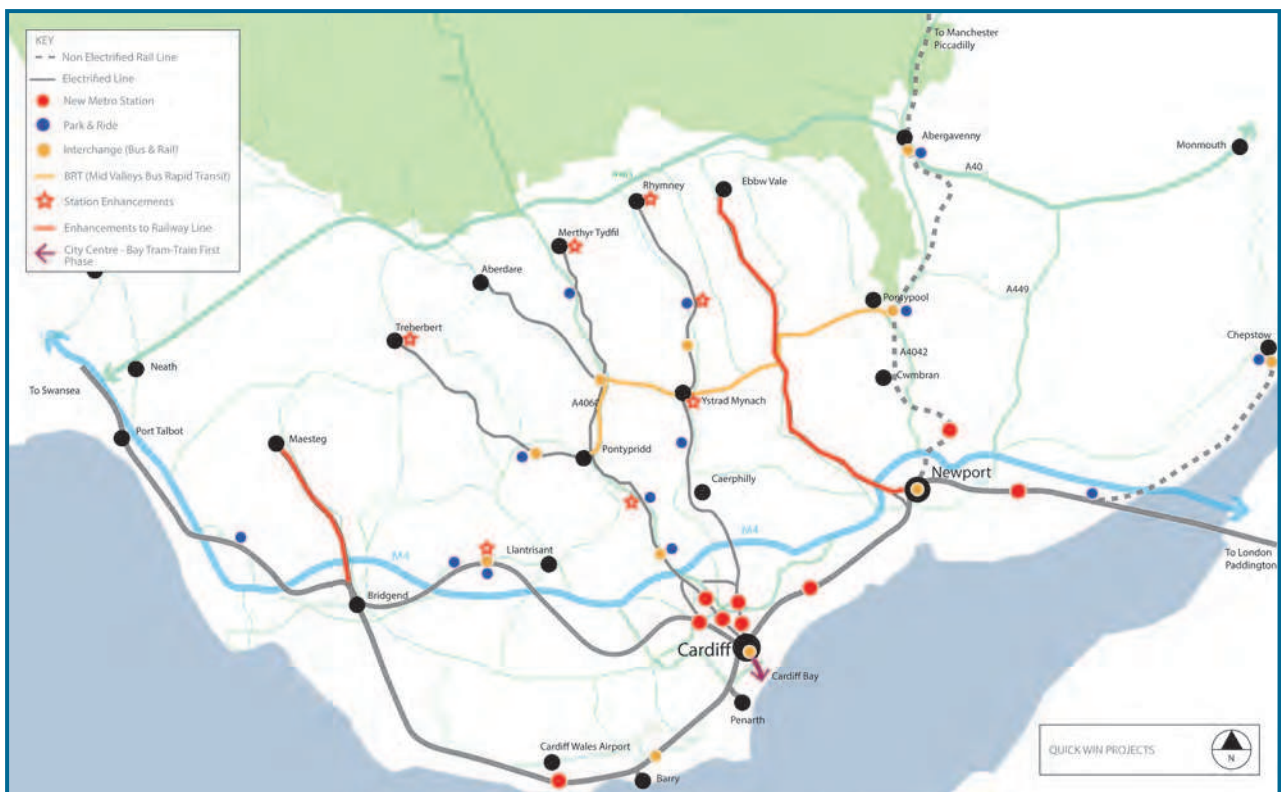 KEY
Non Electrified Rail Line
Electrified Line
New Metro Station
Park & Ride
Interchange (Bus & Rail)
BRT (Mid Valleys Bus Rapid Transit)
Station Enhancements
Enhancements to Railway Line
City Centre - Bay Tram-Train First
Phase
To Manchester
Piccadilly
Abergavenny
Monmouth
A40
Rhymney
Ebbw Vale
Merthyr Tydfil
Aberdare
A449
Pontypool
Treherbert
Chepstow
A4042
Neath
Cwmbran
To Swansea
Ystrad Mynach
Port Talbot
Maesteg
Pontypridd
Newport
Caerphilly
M4
Llantrisant
M4
To London
Paddington
Bridgend
Cardiff
Cardiff Bay
Penarth
Cardiff Wales Airport
Barry
QUICK WIN PROJECTS
N